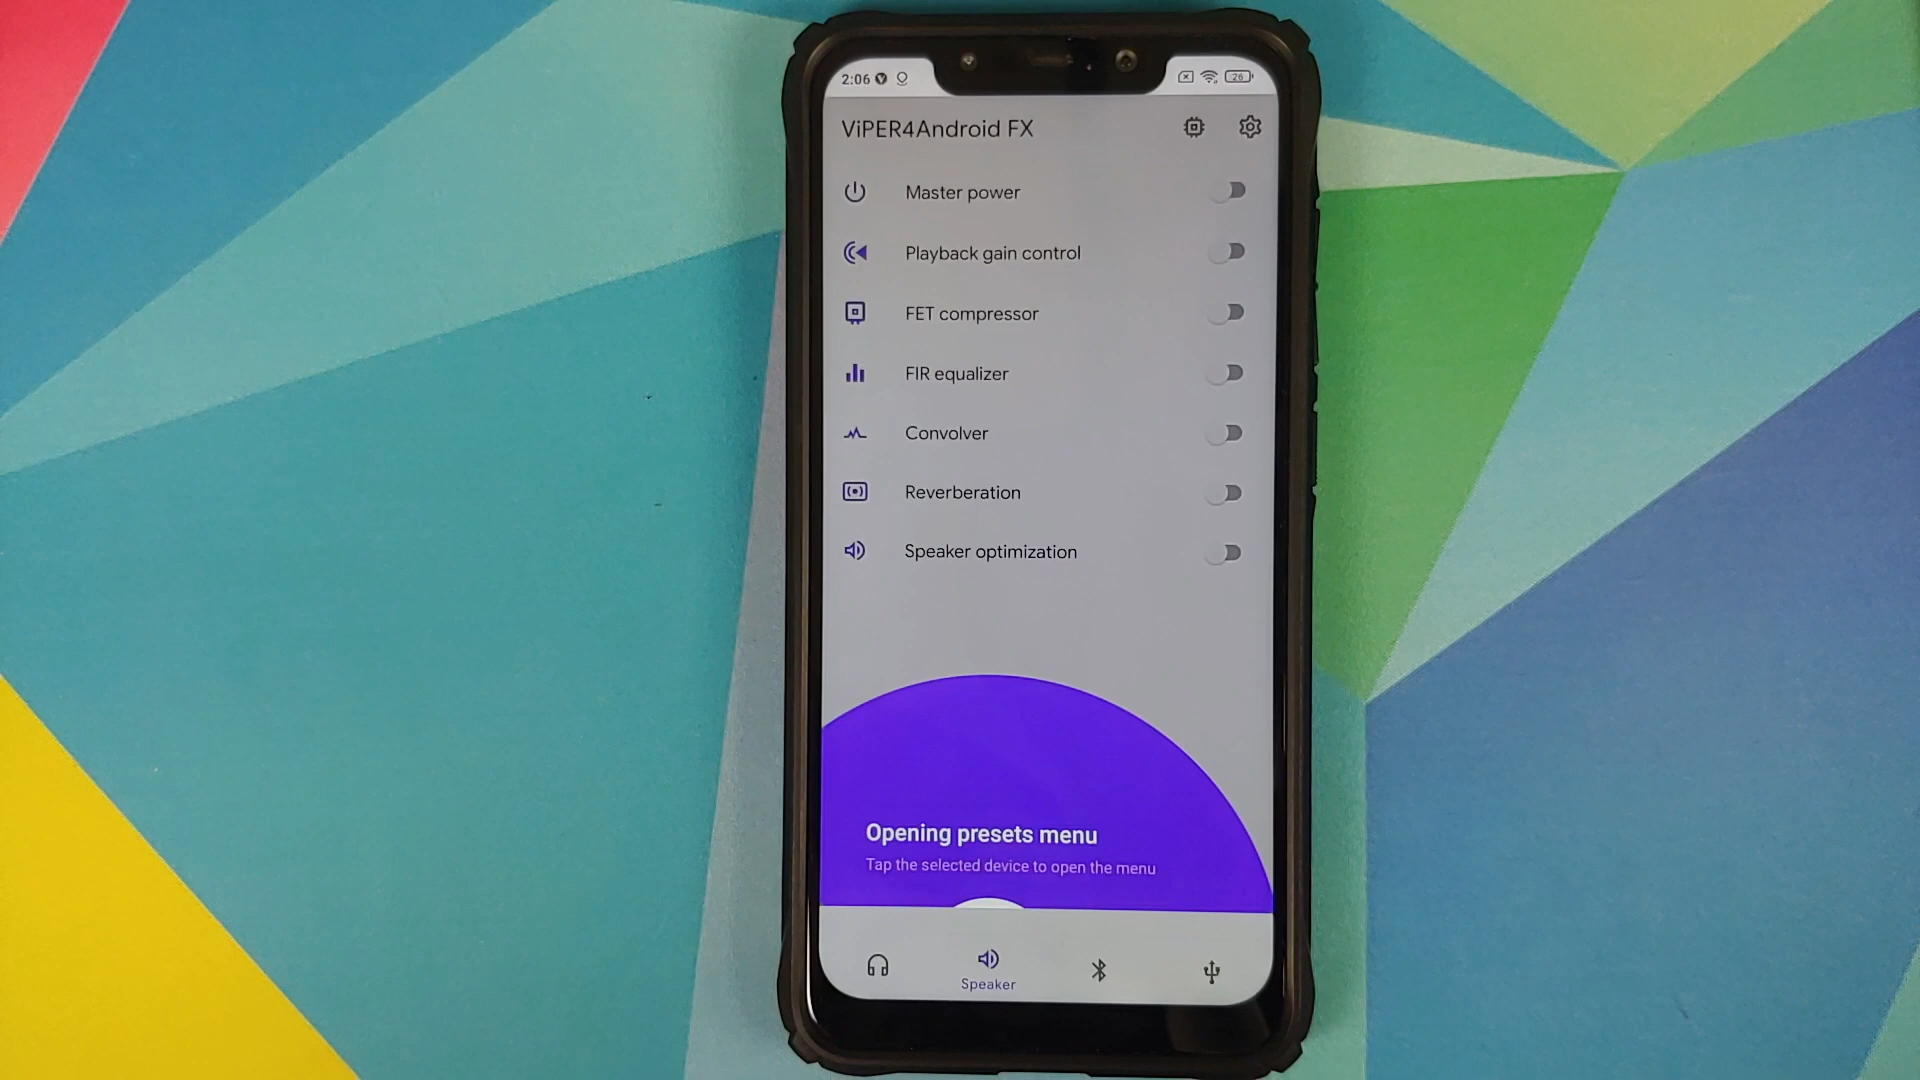 2:06
26
ViPER4Android FX
Master power
Playback gain control
FET compressor
FIR equalizer
Convolver
Reverberation
Speaker optimization
Opening presets menu
Tap the selected device to open the menu
Speaker